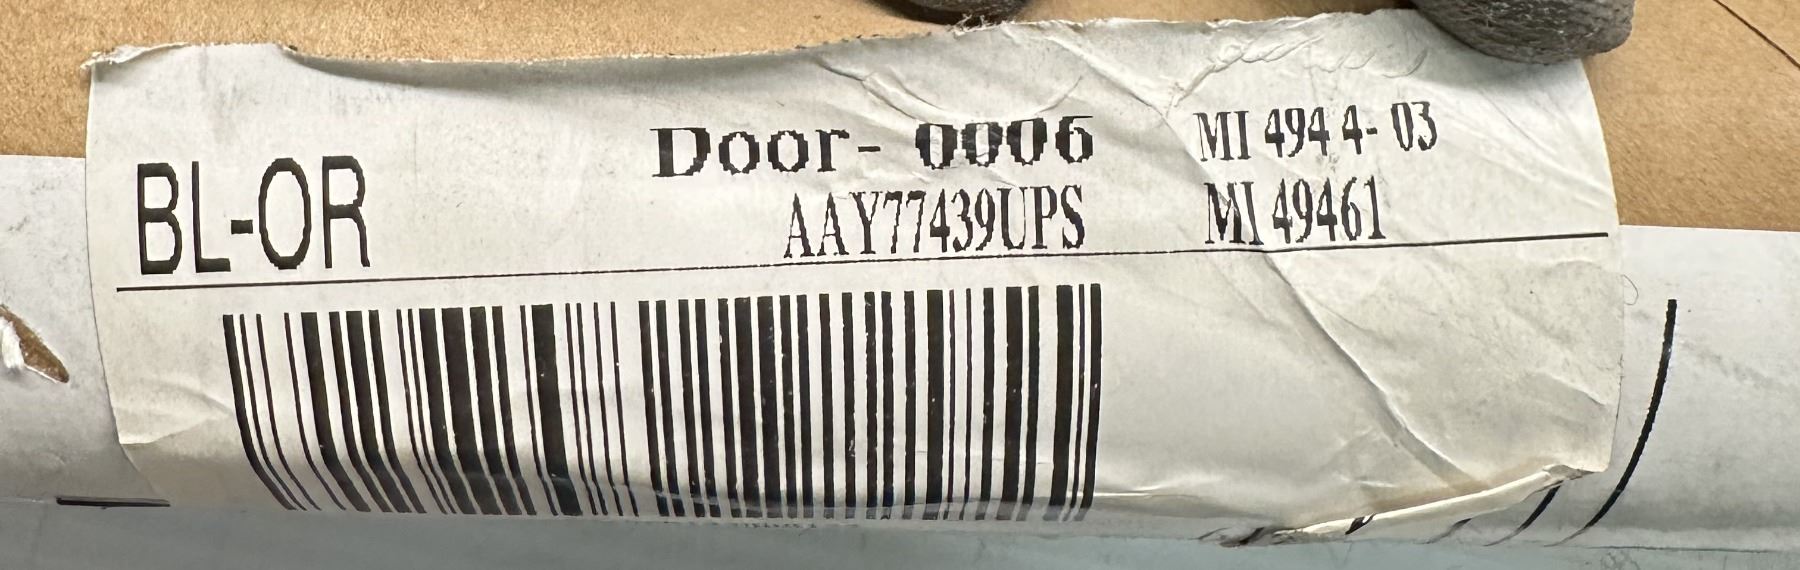 BL-OR
Door- 0006
AAY77439UPS
MI 494 4- 03
MI 49461